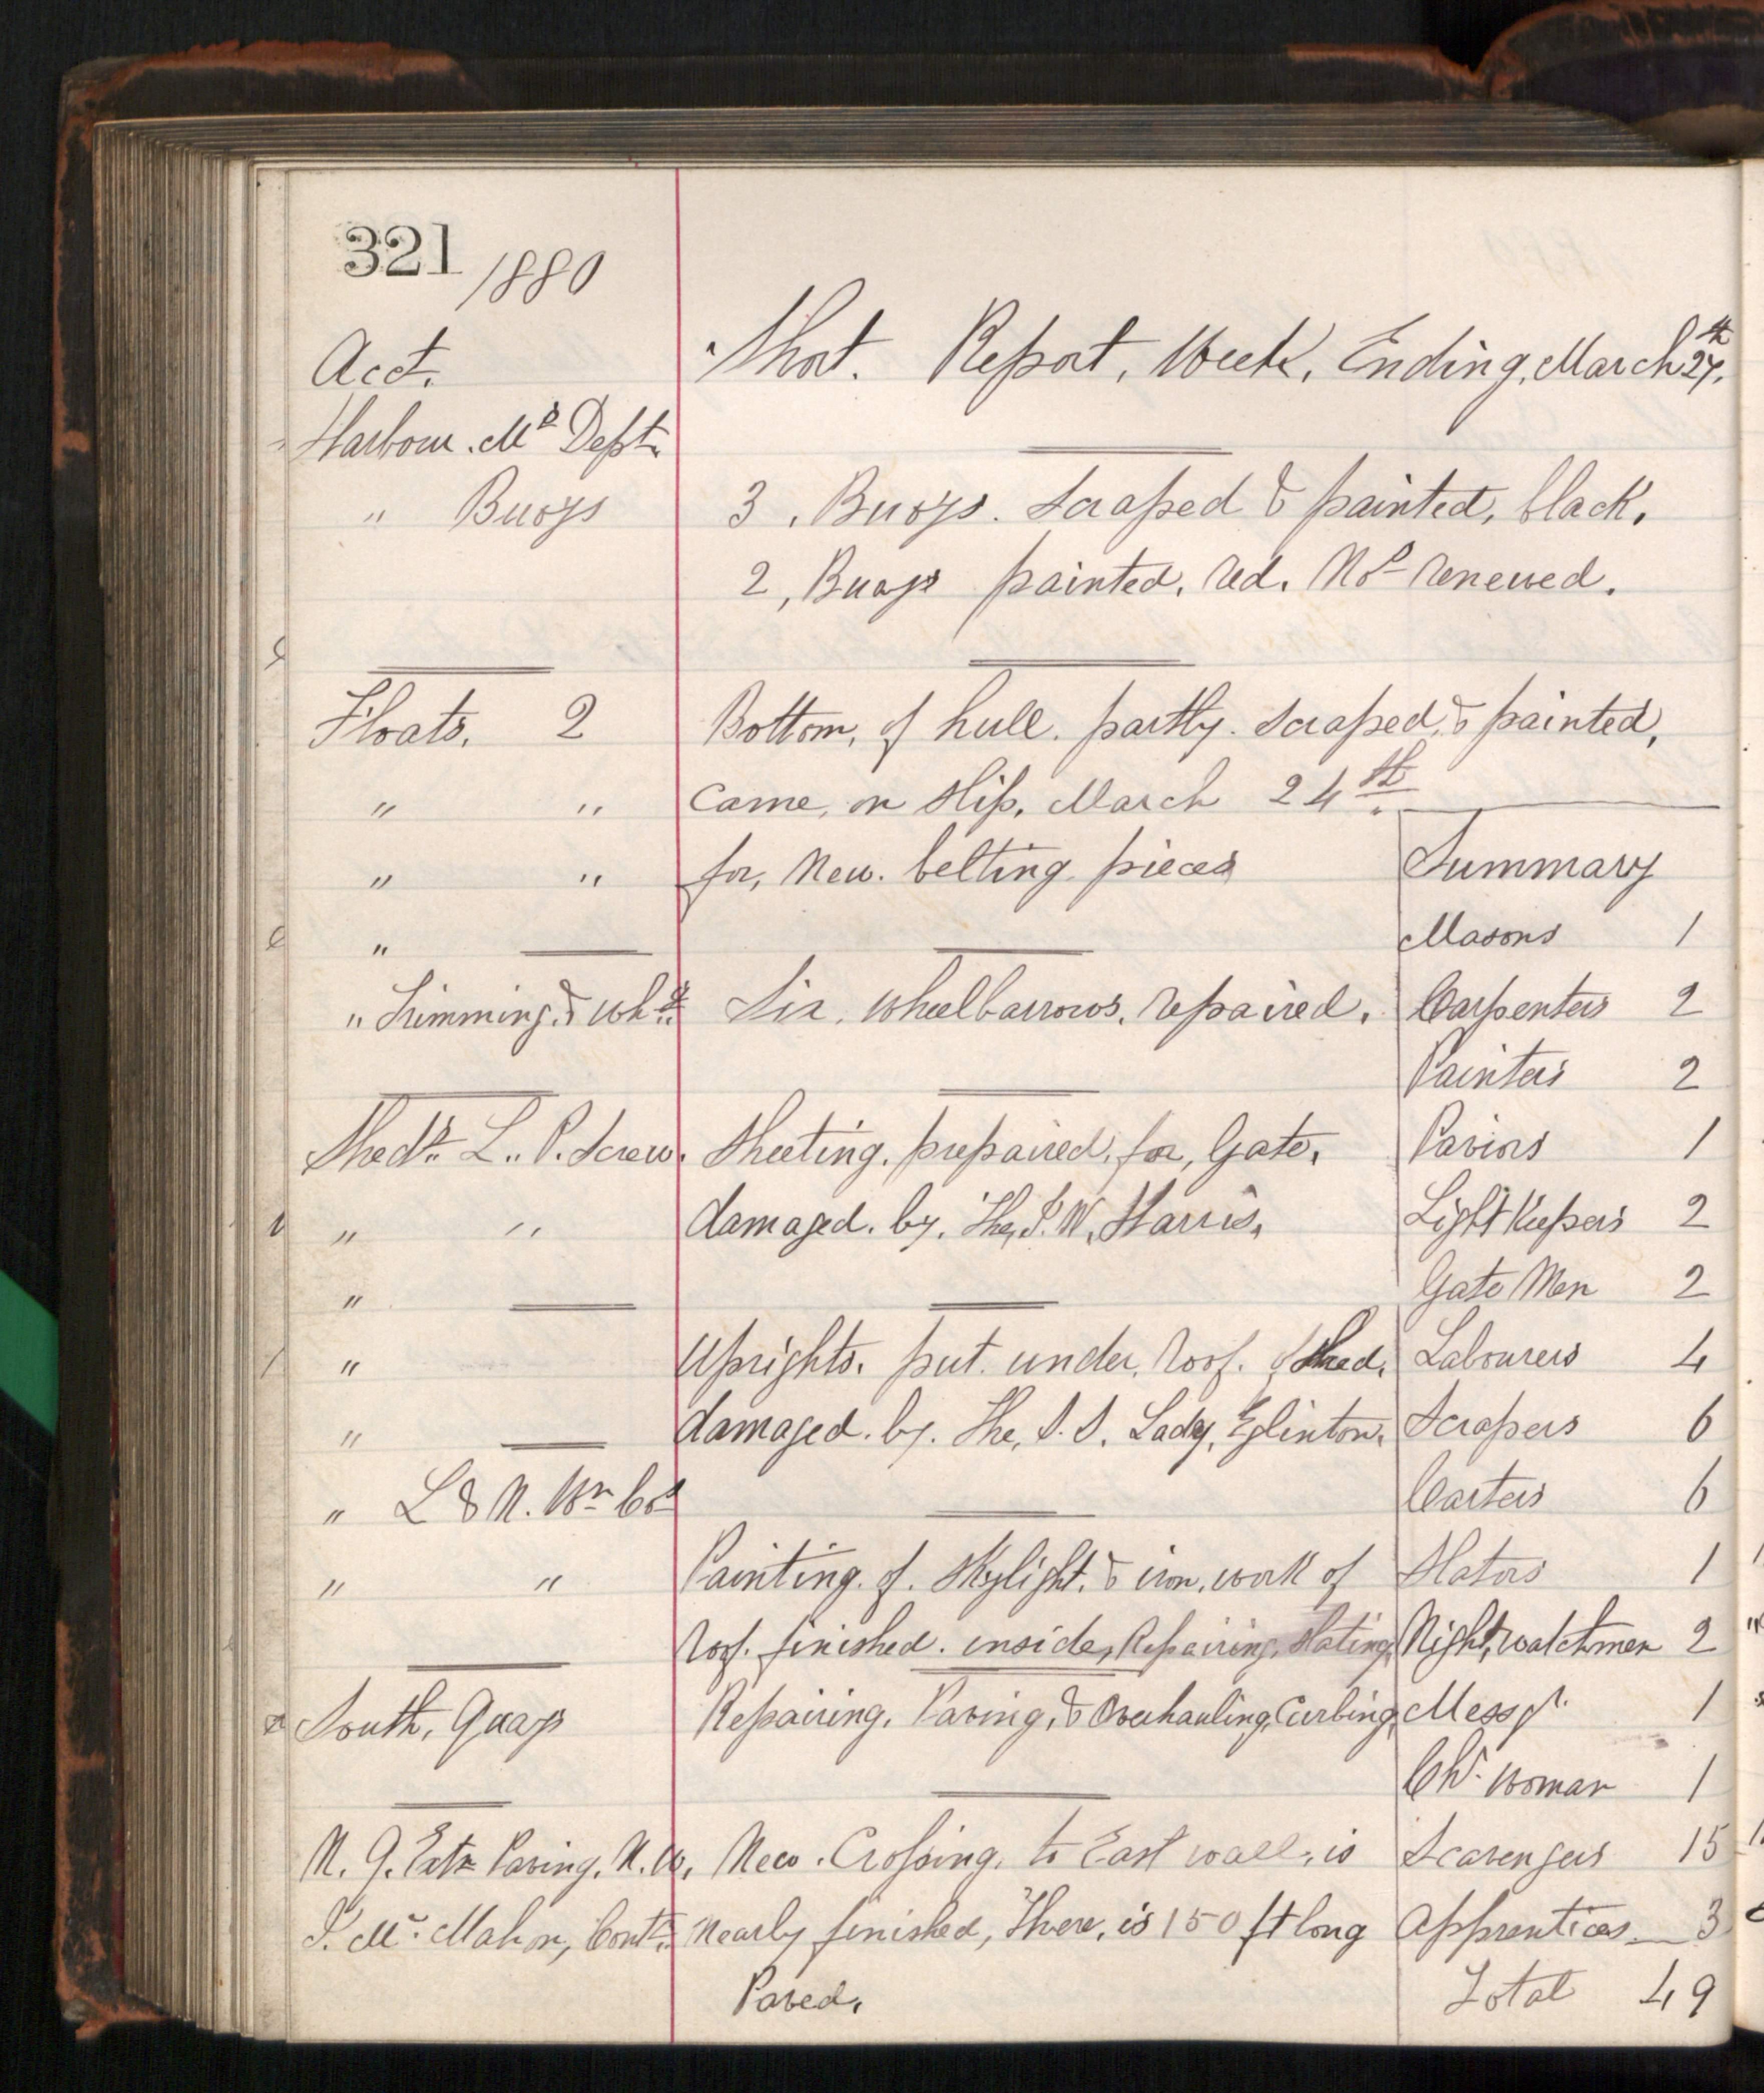 321 1880
Acct. Short. Report, Week, Ending, March 27th.
Harbour. Mrs Dept.
" Buoys 3, Buoys. Scraped & painted, black.
2, Buoys painted, red. Nos renewed.
Floats, 2 Bottom, of hull. partly. Scraped, & painted,
" " Came, on Slip, March 24th
" " for, New. belting pieces Summary
" Masons 1
" Trimming & Whg Six, Wheelbarrows, repaired. Carpenters 2
Painters 2
Sheds L. P. Screw. Sheeting, prepaired, for, Gate, Paviors 1
" " damaged. by. The, S. W. Harris, Light Keepers 2
" Gate Men 2
" Uprights. put. under, roof. of Shed, Labourers 4
" damaged. by. The, S. S. Lady, Eglinton, Scrapers 6
" L & N. Wn Co Carters 6
" " Painting. of. Skylight. & iron, work of Slators 1
roof. finished. inside, Repairing, Slating, Night, watchmen 2
South, Quays Repairing, Paving, & Overhauling, Curbing, Messr. 1
Chr. Woman 1
N. Q. Extn Paving, N. W, New. Crossing, to East wall, is Scavengers 15
Mc. Mahon, Contr. nearly finished, There, is 150 ft long Apprentices 3
Paved, Total 49